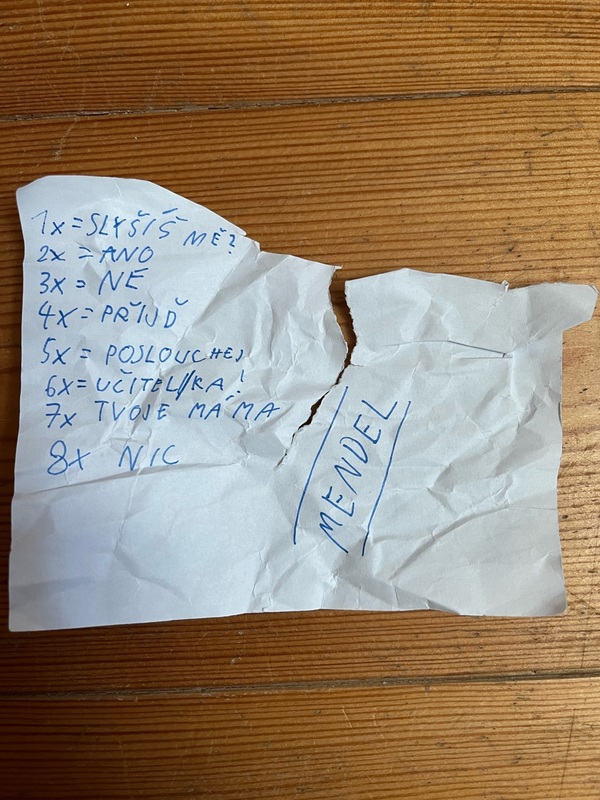 1x = SLYŠÍŠ MĚ?
2x = ANO
3x = NE
4x = PŘIJĎ
5x = POSLOUCHEJ
6x = UČITEL//KA!
7x TVOJE MÁMA
8x NIC
MENDEL